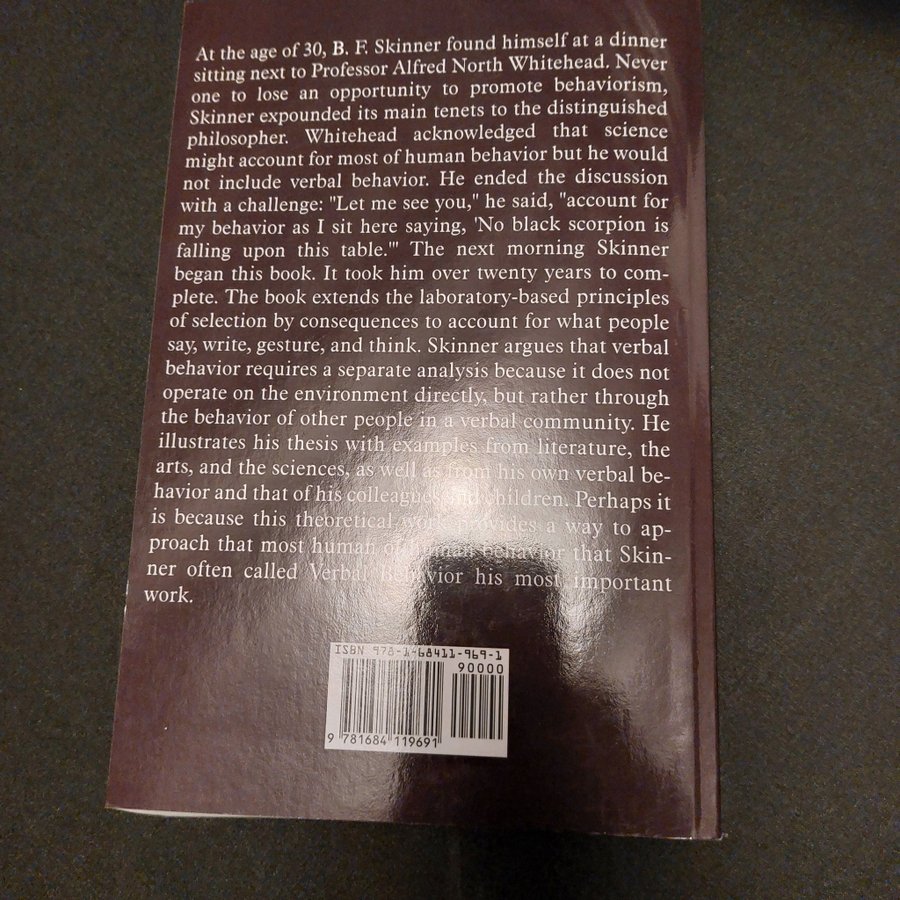 At the age of 30, B. F. Skinner found himself at a dinner
sitting next to Professor Alfred North Whitehead. Never
one to lose an opportunity to promote behaviorism,
Skinner expounded its main tenets to the distinguished
philosopher. Whitehead acknowledged that science
might account for most of human behavior but he would
not include verbal behavior. He ended the discussion
with a challenge: "Let me see you," he said, "account for
my behavior as I sit here saying, 'No black scorpion is
falling upon this table.'" The next morning Skinner
began this book. It took him over twenty years to com-
plete. The book extends the laboratory-based principles
of selection by consequences to account for what people
say, write, gesture, and think. Skinner argues that verbal
behavior requires a separate analysis because it does not
operate on the environment directly, but rather through
the behavior of other people in a verbal community. He
illustrates his thesis with examples from literature, the
arts, and the sciences, as well as from his own verbal be-
havior and that of his colleagues and children. Perhaps it
is because this theoretical work provides a way to ap-
proach that most human of human behavior that Skin-
ner often called Verbal Behavior his most important
work.
ISBN 978-1-68411-969-1
90000
9 781684 119691